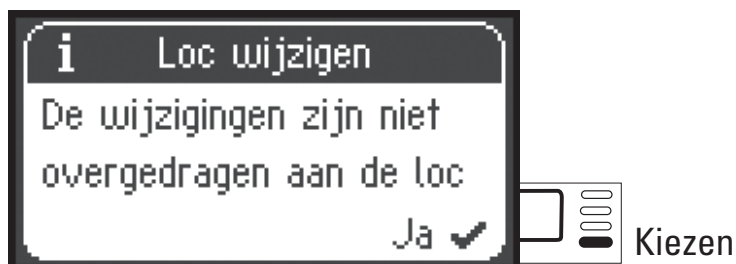 i Loc wijzigen
De wijzigingen zijn niet
overgedragen aan de loc
Ja ✔
Kiezen